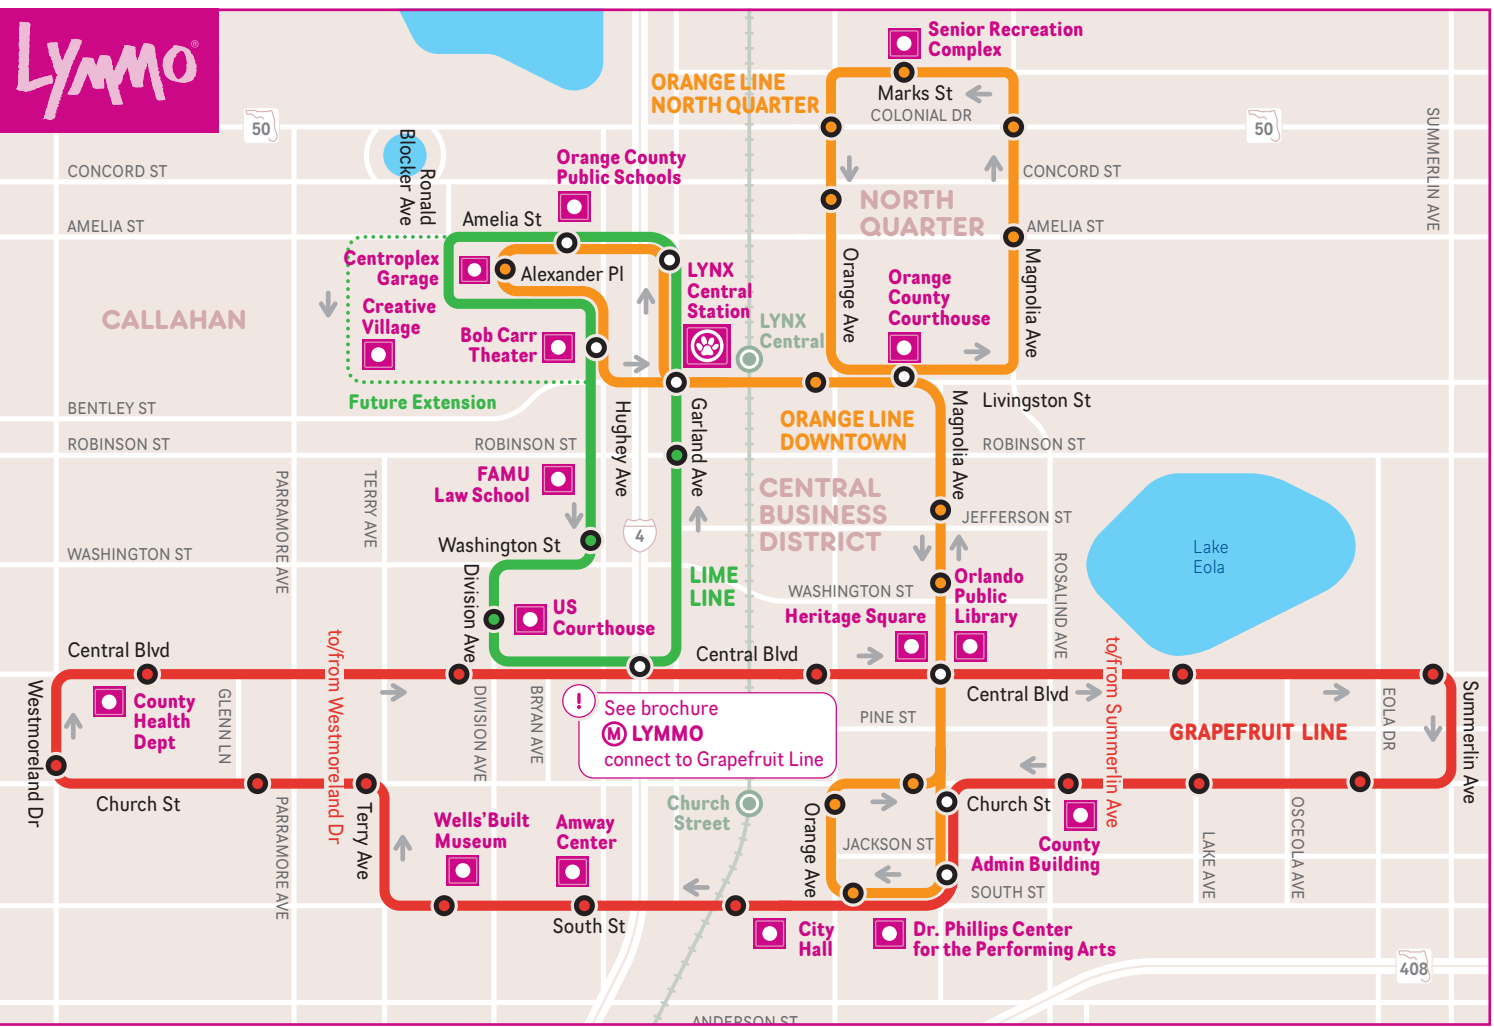 LYMMO®
Senior Recreation
Complex
ORANGE LINE
NORTH QUARTER
Marks St
COLONIAL DR
50
50
SUMMERLIN AVE
Ronald
Blocker Ave
CONCORD ST
Orange County
Public Schools
CONCORD ST
NORTH
QUARTER
AMELIA ST
Amelia St
AMELIA ST
Centroplex
Garage
Alexander Pl
LYNX
Central
Station
Orange Ave
Orange
County
Courthouse
Magnolia Ave
CALLAHAN
Creative
Village
Bob Carr
Theater
LYNX
Central
Future Extension
BENTLEY ST
Hughey Ave
Garland Ave
ORANGE LINE
DOWNTOWN
Magnolia Ave
Livingston St
ROBINSON ST
ROBINSON ST
ROBINSON ST
PARRAMORE AVE
TERRY AVE
FAMU
Law School
CENTRAL
BUSINESS
DISTRICT
JEFFERSON ST
4
WASHINGTON ST
Washington St
Lake
Eola
Division Ave
LIME
LINE
WASHINGTON ST
Orlando
Public
Library
ROSALIND AVE
US
Courthouse
Heritage Square
Central Blvd
to/from Westmoreland Dr
Central Blvd
Central Blvd
to/from Summerlin Ave
Westmoreland Dr
County
Health
Dept
GLENN LN
DIVISION AVE
BRYAN AVE
!
See brochure
M LYMMO
connect to Grapefruit Line
PINE ST
GRAPEFRUIT LINE
EOLA DR
Summerlin Ave
Church St
PARRAMORE AVE
Terry Ave
Wells'Built
Museum
Amway
Center
Church
Street
Orange Ave
JACKSON ST
Church St
County
Admin Building
LAKE AVE
OSCEOLA AVE
SOUTH ST
South St
City
Hall
Dr. Phillips Center
for the Performing Arts
408
ANDERSON ST